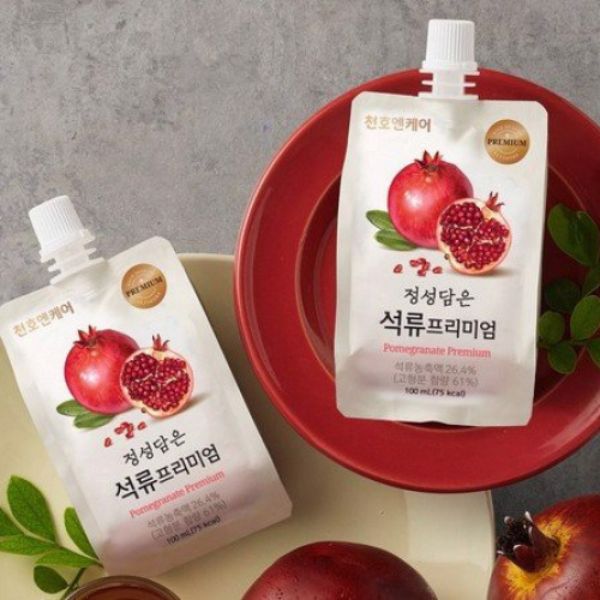 천호엔케어
PREMIUM
정성담은
석류프리미엄
Pomegranate Premium
석류농축액 26.4%
(고형분 함량 61%)
100 mL(75 kcal)
천호엔케어
PREMIUM
정성담은
석류프리미엄
Pomegranate Premium
석류농축액 26.4%
(고형분 함량 61%)
100 mL(75 kcal)